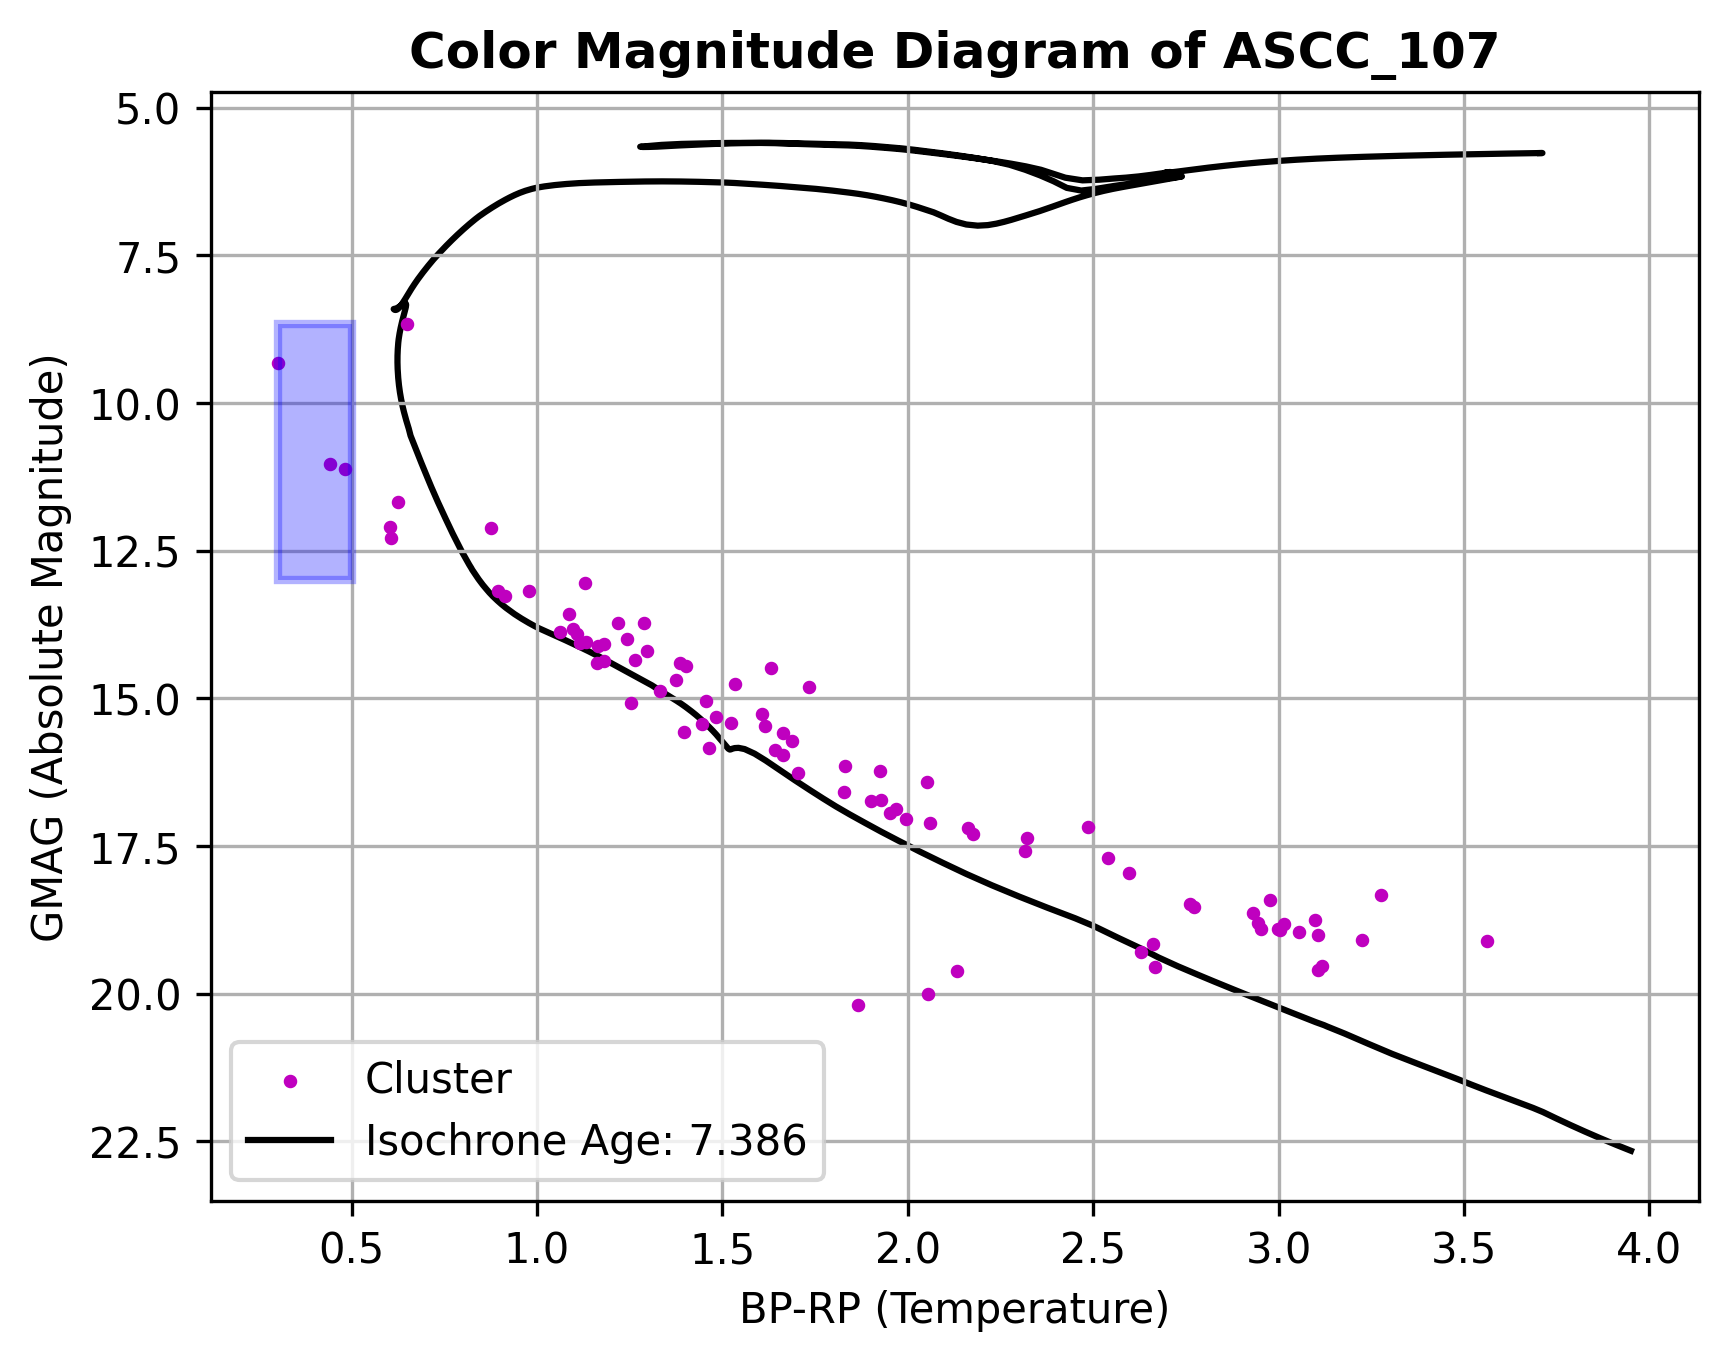 Color Magnitude Diagram of ASCC_107
GMAG (Absolute Magnitude)
5.0
7.5
10.0
12.5
15.0
17.5
20.0
22.5
Cluster
Isochrone Age: 7.386
0.5 1.0 1.5 2.0 2.5 3.0 3.5 4.0
BP-RP (Temperature)